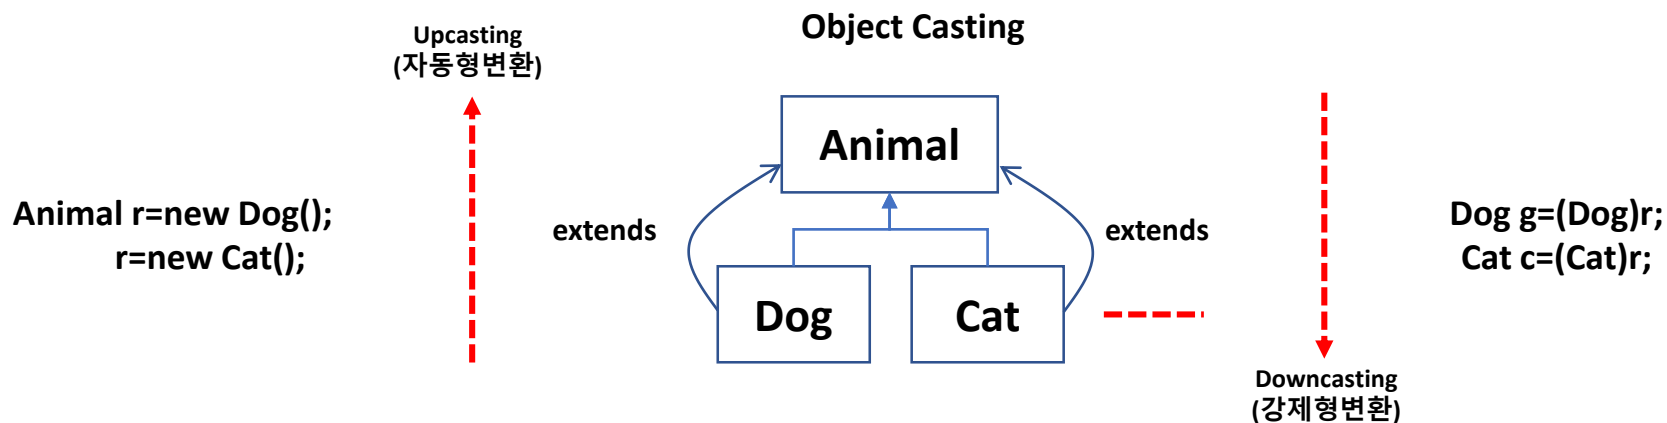 Object Casting
Upcasting
(자동형변환)
Animal
Animal r=new Dog();
r=new Cat();
extends
extends
Dog g=(Dog)r;
Cat c=(Cat)r;
Dog
Cat
Downcasting
(강제형변환)